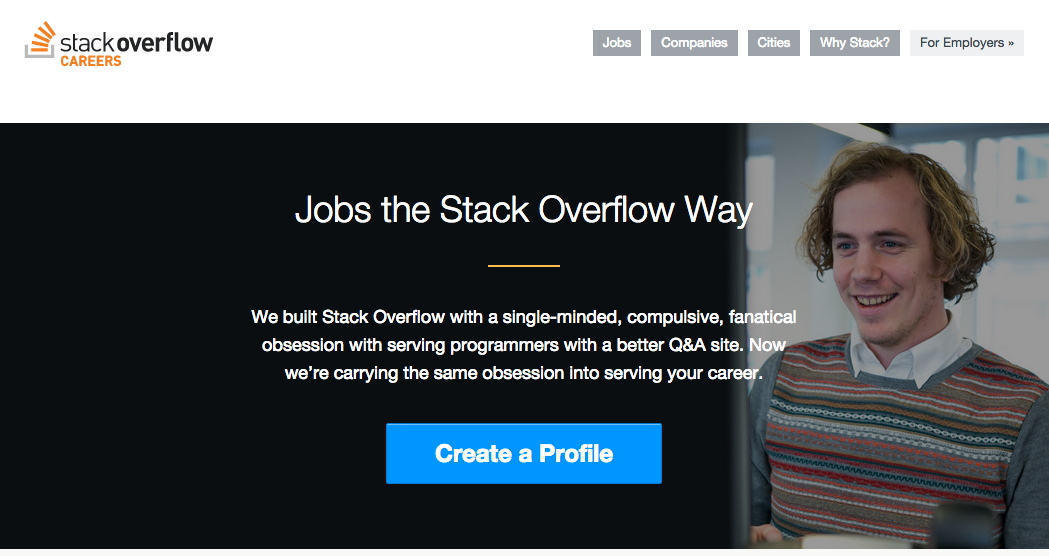 stackoverflow
CAREERS
Jobs Companies Cities Why Stack? For Employers »
Jobs the Stack Overflow Way
We built Stack Overflow with a single-minded, compulsive, fanatical
obsession with serving programmers with a better Q&A site. Now
we’re carrying the same obsession into serving your career.
Create a Profile